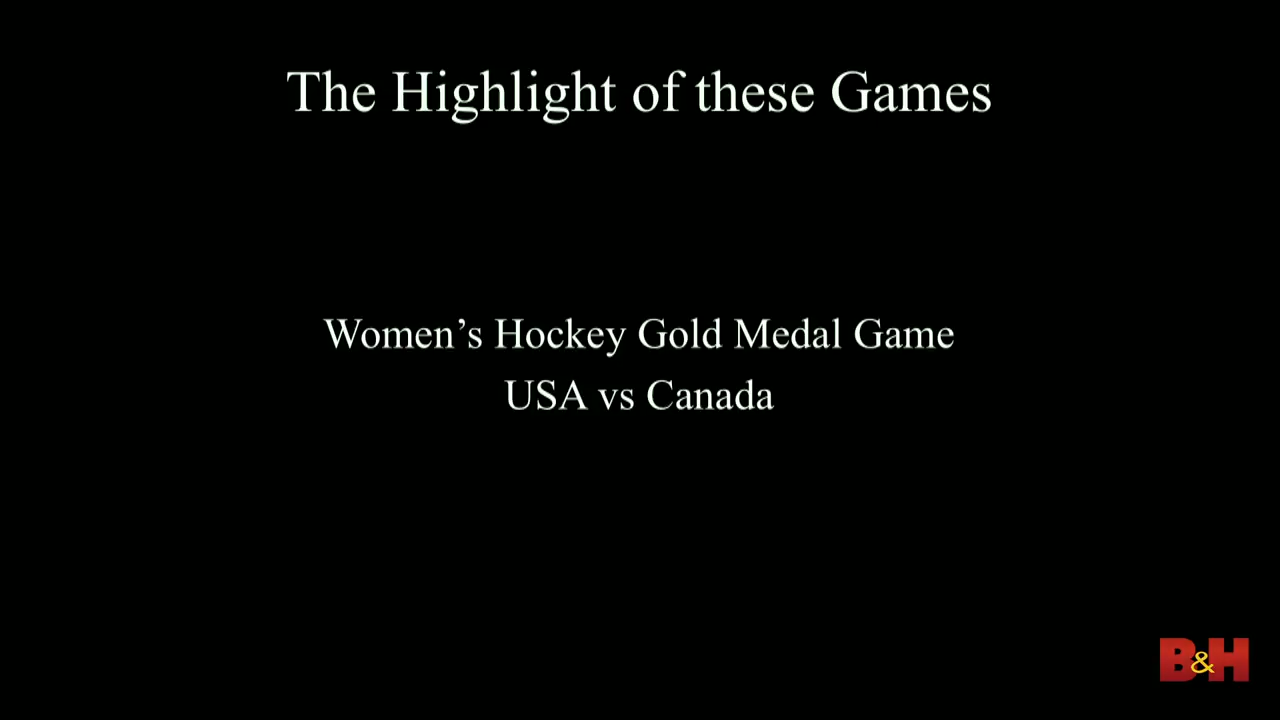 The Highlight of these Games
Women’s Hockey Gold Medal Game
USA vs Canada
B&H